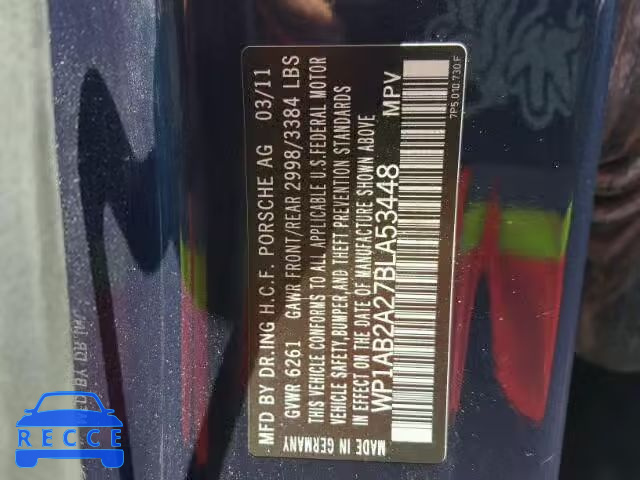 MFD BY DR.ING H.C.F. PORSCHE AG 03/11
GVWR 6261 GAWR FRONT/REAR 2998/3384 LBS
THIS VEHICLE CONFORMS TO ALL APPLICABLE U.S.FEDERAL MOTOR
VEHICLE SAFETY, BUMPER AND THEFT PREVENTION STANDARDS
IN EFFECT ON THE DATE OF MANUFACTURE SHOWN ABOVE
WP1AB2A27BLA53448 MPV
MADE IN GERMANY
7P5.010.730.F
RECCE